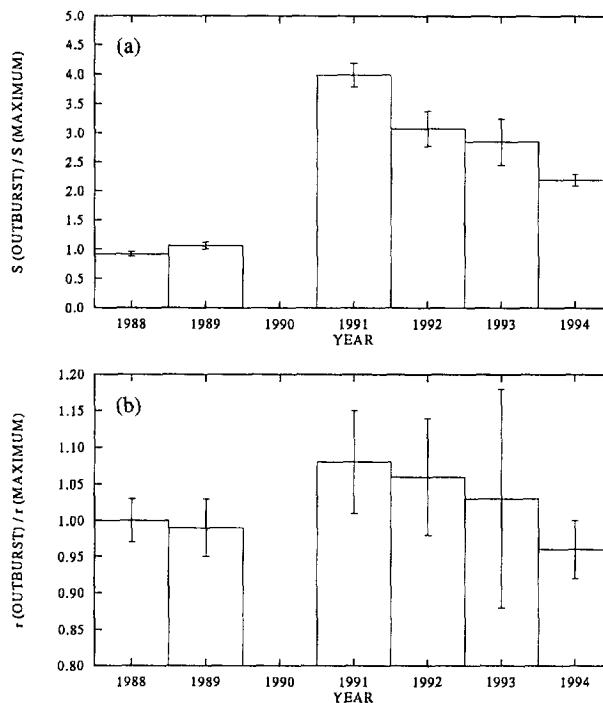 S (OUTBURST) / S (MAXIMUM)
(a)
5.0
4.5
4.0
3.5
3.0
2.5
2.0
1.5
1.0
0.5
0.0
1988 1989 1990 1991 1992 1993 1994
YEAR
r (OUTBURST) / r (MAXIMUM)
(b)
1.20
1.15
1.10
1.05
1.00
0.95
0.90
0.85
0.80
1988 1989 1990 1991 1992 1993 1994
YEAR